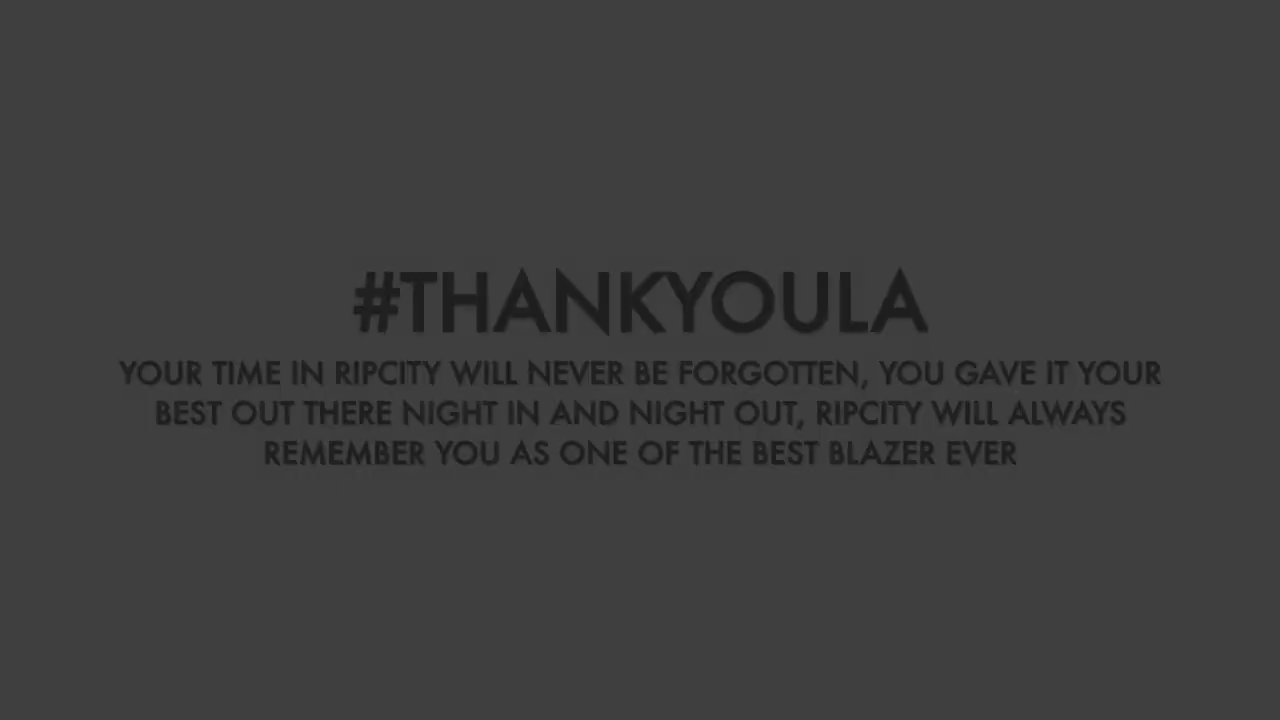 #THANKYOULA
YOUR TIME IN RIPCITY WILL NEVER BE FORGOTTEN, YOU GAVE IT YOUR
BEST OUT THERE NIGHT IN AND NIGHT OUT, RIPCITY WILL ALWAYS
REMEMBER YOU AS ONE OF THE BEST BLAZER EVER